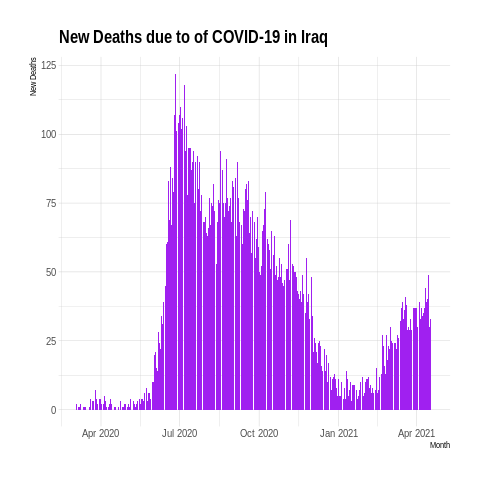 New Deaths due to of COVID-19 in Iraq
New Deaths
125
100
75
50
25
0
Apr 2020
Jul 2020
Oct 2020
Jan 2021
Apr 2021
Month